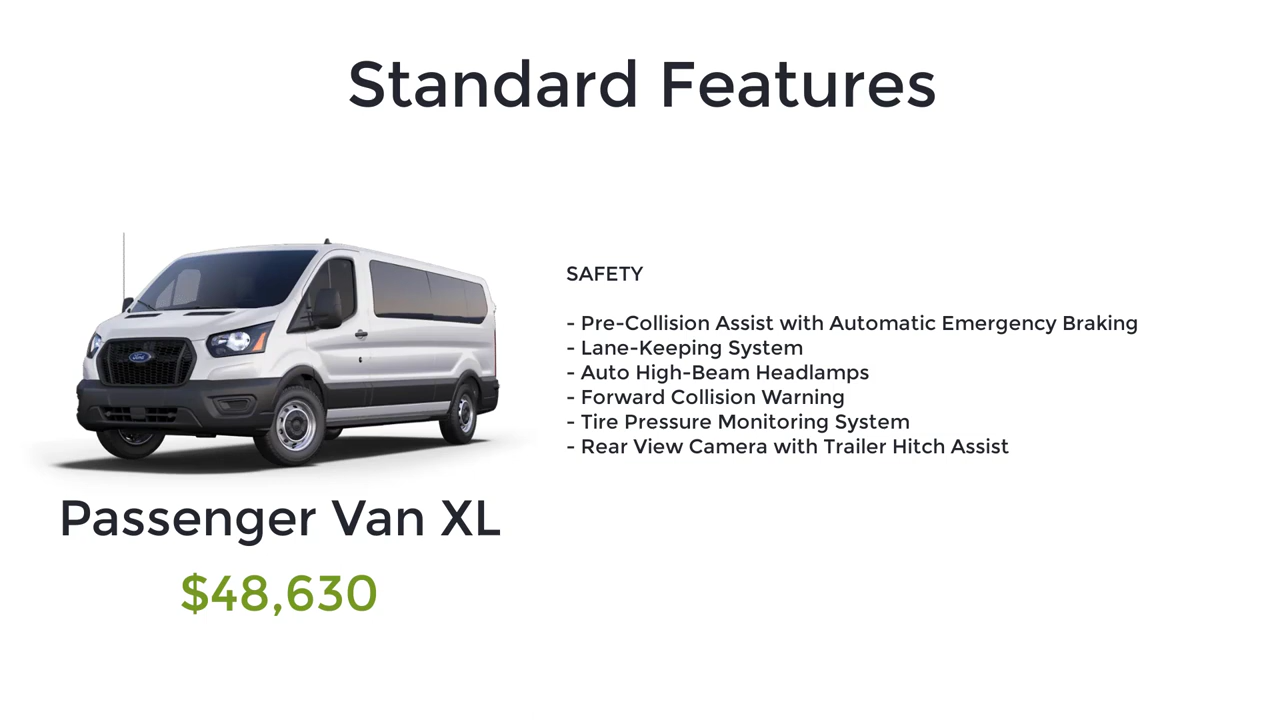 Standard Features
SAFETY
- Pre-Collision Assist with Automatic Emergency Braking
- Lane-Keeping System
- Auto High-Beam Headlamps
- Forward Collision Warning
- Tire Pressure Monitoring System
- Rear View Camera with Trailer Hitch Assist
Ford
Passenger Van XL
$48,630